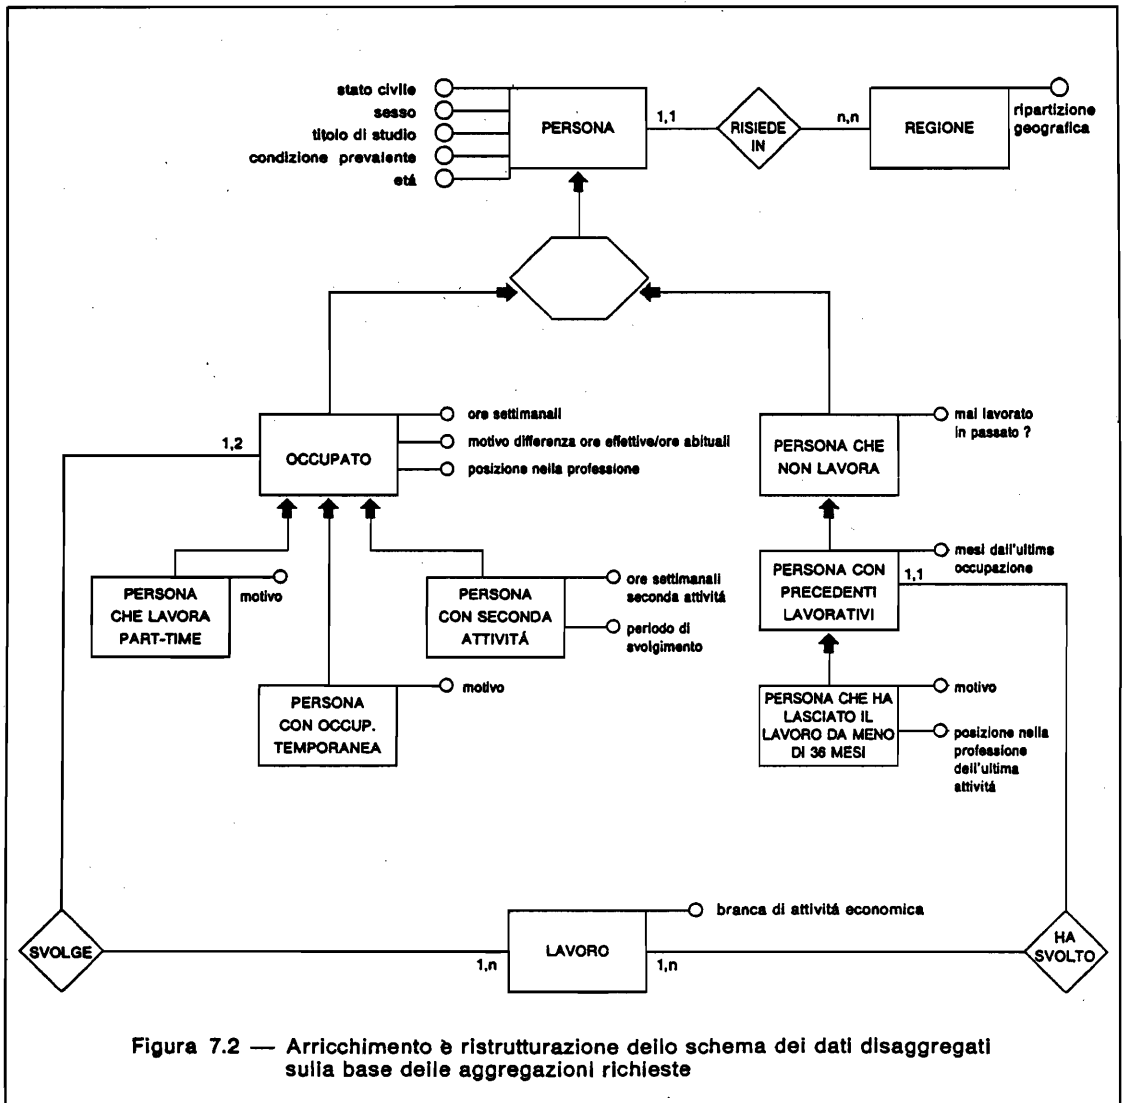 stato civile
sesso
titolo di studio
condizione prevalente
etá
PERSONA
1,1
RISIEDE
IN
n,n
REGIONE
ripartizione
geografica
1,2
OCCUPATO
ore settimanali
motivo differenza ore effettive/ore abituali
posizione nella professione
PERSONA CHE
NON LAVORA
mai lavorato
in passato ?
PERSONA
CHE LAVORA
PART-TIME
motivo
PERSONA
CON SECONDA
ATTIVITÁ
ore settimanali
seconda attivitá
periodo di
svolgimento
PERSONA CON
PRECEDENTI
LAVORATIVI
mesi dall'ultima
occupazione
1,1
PERSONA
CON OCCUP.
TEMPORANEA
motivo
PERSONA CHE HA
LASCIATO IL
LAVORO DA MENO
DI 36 MESI
motivo
posizione nella
professione
dell'ultima
attivitá
SVOLGE
1,n
LAVORO
branca di attivitá economica
1,n
HA
SVOLTO
Figura 7.2 — Arricchimento è ristrutturazione dello schema dei dati disaggregati
sulla base delle aggregazioni richieste